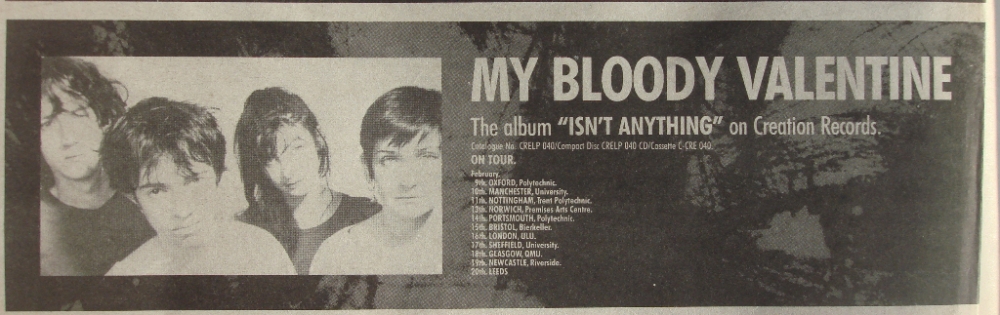 MY BLOODY VALENTINE
The album "ISN'T ANYTHING" on Creation Records.
Catalogue No. CRELP 040/Compact Disc CRELP 040 CD/Cassette C-CRE 040.
ON TOUR.
February.
9th. OXFORD, Polytechnic.
10th. MANCHESTER, University.
11th. NOTTINGHAM, Trent Polytechnic.
13th. NORWICH, Premises Arts Centre.
14th. PORTSMOUTH, Polytechnic.
15th. BRISTOL, Bierkeller.
16th. LONDON, ULU.
17th. SHEFFIELD, University.
18th. GLASGOW, QMU.
19th. NEWCASTLE, Riverside.
20th. LEEDS